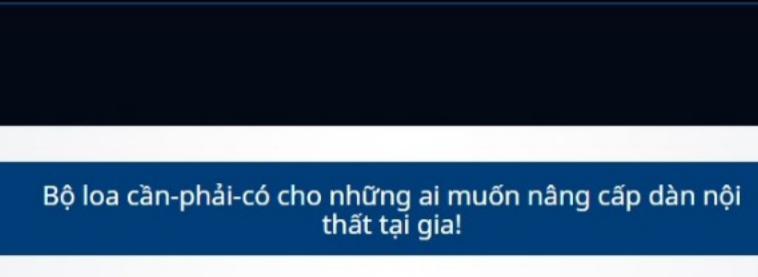 Bộ loa cần-phải-có cho những ai muốn nâng cấp dàn nội
thất tại gia!